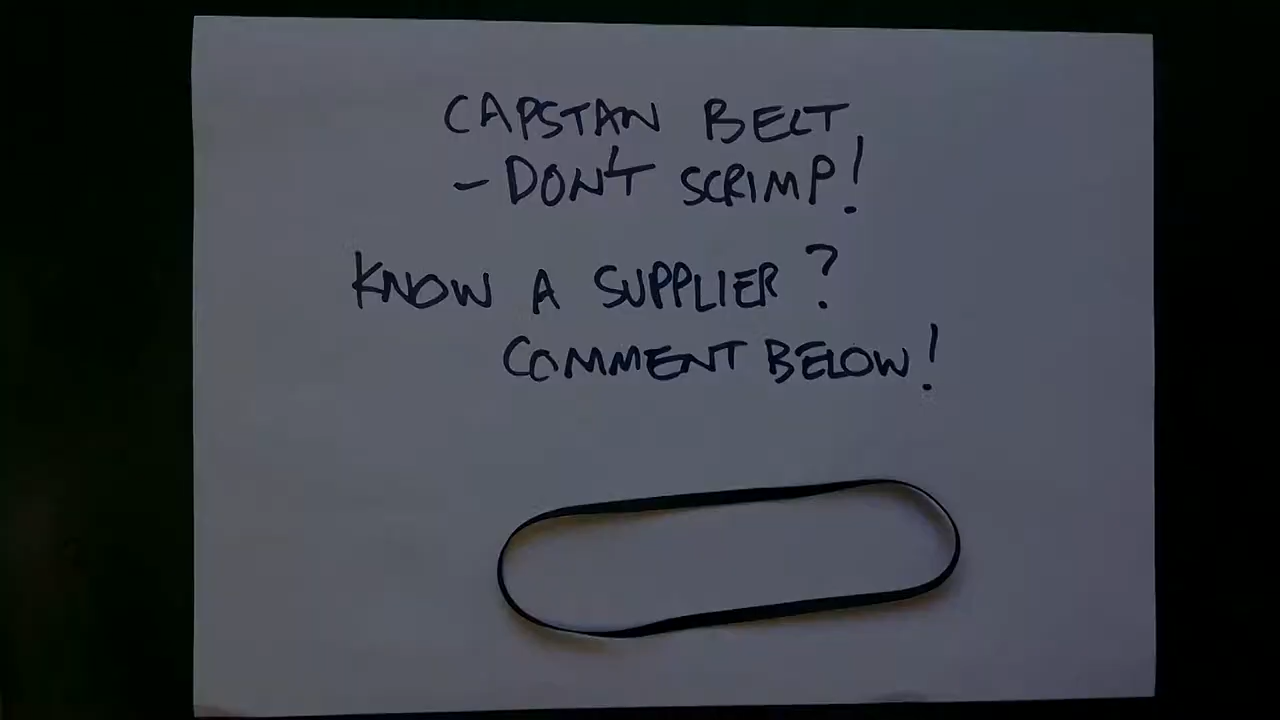 CAPSTAN BELT
- DON'T SCRIMP!
KNOW A SUPPLIER?
COMMENT BELOW!